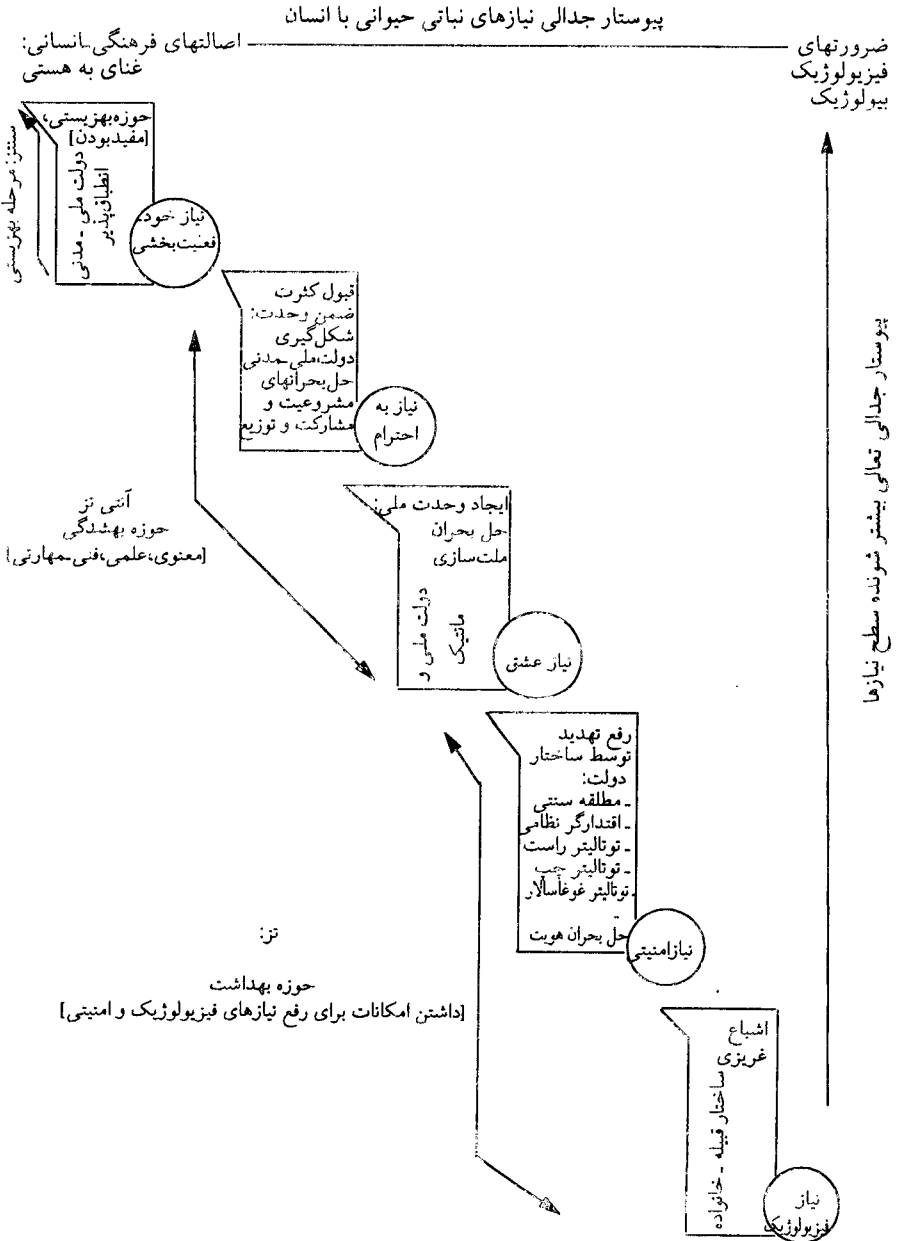 پیوستار جدالی نیازهای نباتی حیوانی با انسان
ضرورتهای
فیزیولوژیک
بیولوژیک
اصالتهای فرهنگی-انسانی:
غنای به هستی
پیوستار جدالی تعالی بیشتر شونده سطح نیازها
سنتز: مرحله بهزیستی
حوزه‌بهزیستی،
[مفیدبودن]
دولت ملی - مدنی
انطباق‌پذیر
نیاز خود
فعنیت‌بخشی
قبول کثرت
ضمن وحدت:
شکل‌گیری
دولت‌ملی-مدنی
حل‌بحرانهای
مشروعیت و
مشارکت و توزیع
نیاز به
احترام
آنتی تز
حوزه بهشدگی
[معنوی،علمی،فنی-مهارتی]
ایجاد وحدت ملی:
حل بحران
ملت‌سازی
دولت ملی و
مانتیک
نیاز عشق
رفع تهدید
توسط ساختار
دولت:
- مطلقه سنتی
- اقتدارگر نظامی
- توتالیتر راست
- توتالیتر چپ
- توتالیتر غوغاسالار
-
حل بحران هویت
نیازامنیتی
تز:
حوزه بهداشت
[داشتن امکانات برای رفع نیازهای فیزیولوژیک و امنیتی]
اشباع
غریزی
ساختار قبیله - خانواده
نیاز
فیزیولوژیک